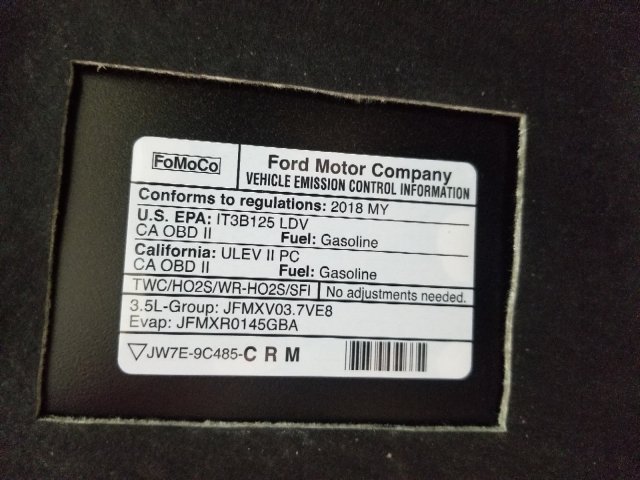 FoMoCo
Ford Motor Company
VEHICLE EMISSION CONTROL INFORMATION
Conforms to regulations: 2018 MY
U.S. EPA: IT3B125 LDV
CA OBD II Fuel: Gasoline
California: ULEV II PC
CA OBD II Fuel: Gasoline
TWC/HO2S/WR-HO2S/SFI No adjustments needed.
3.5L-Group: JFMXV03.7VE8
Evap: JFMXR0145GBA
▽JW7E-9C485-C R M